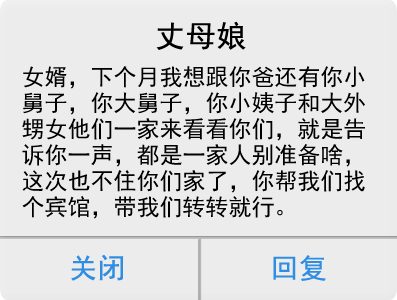 丈母娘
女婿，下个月我想跟你爸还有你小
舅子，你大舅子，你小姨子和大外
甥女他们一家来看看你们，就是告
诉你一声，都是一家人别准备啥，
这次也不住你们家了，你帮我们找
个宾馆，带我们转转就行。
关闭
回复